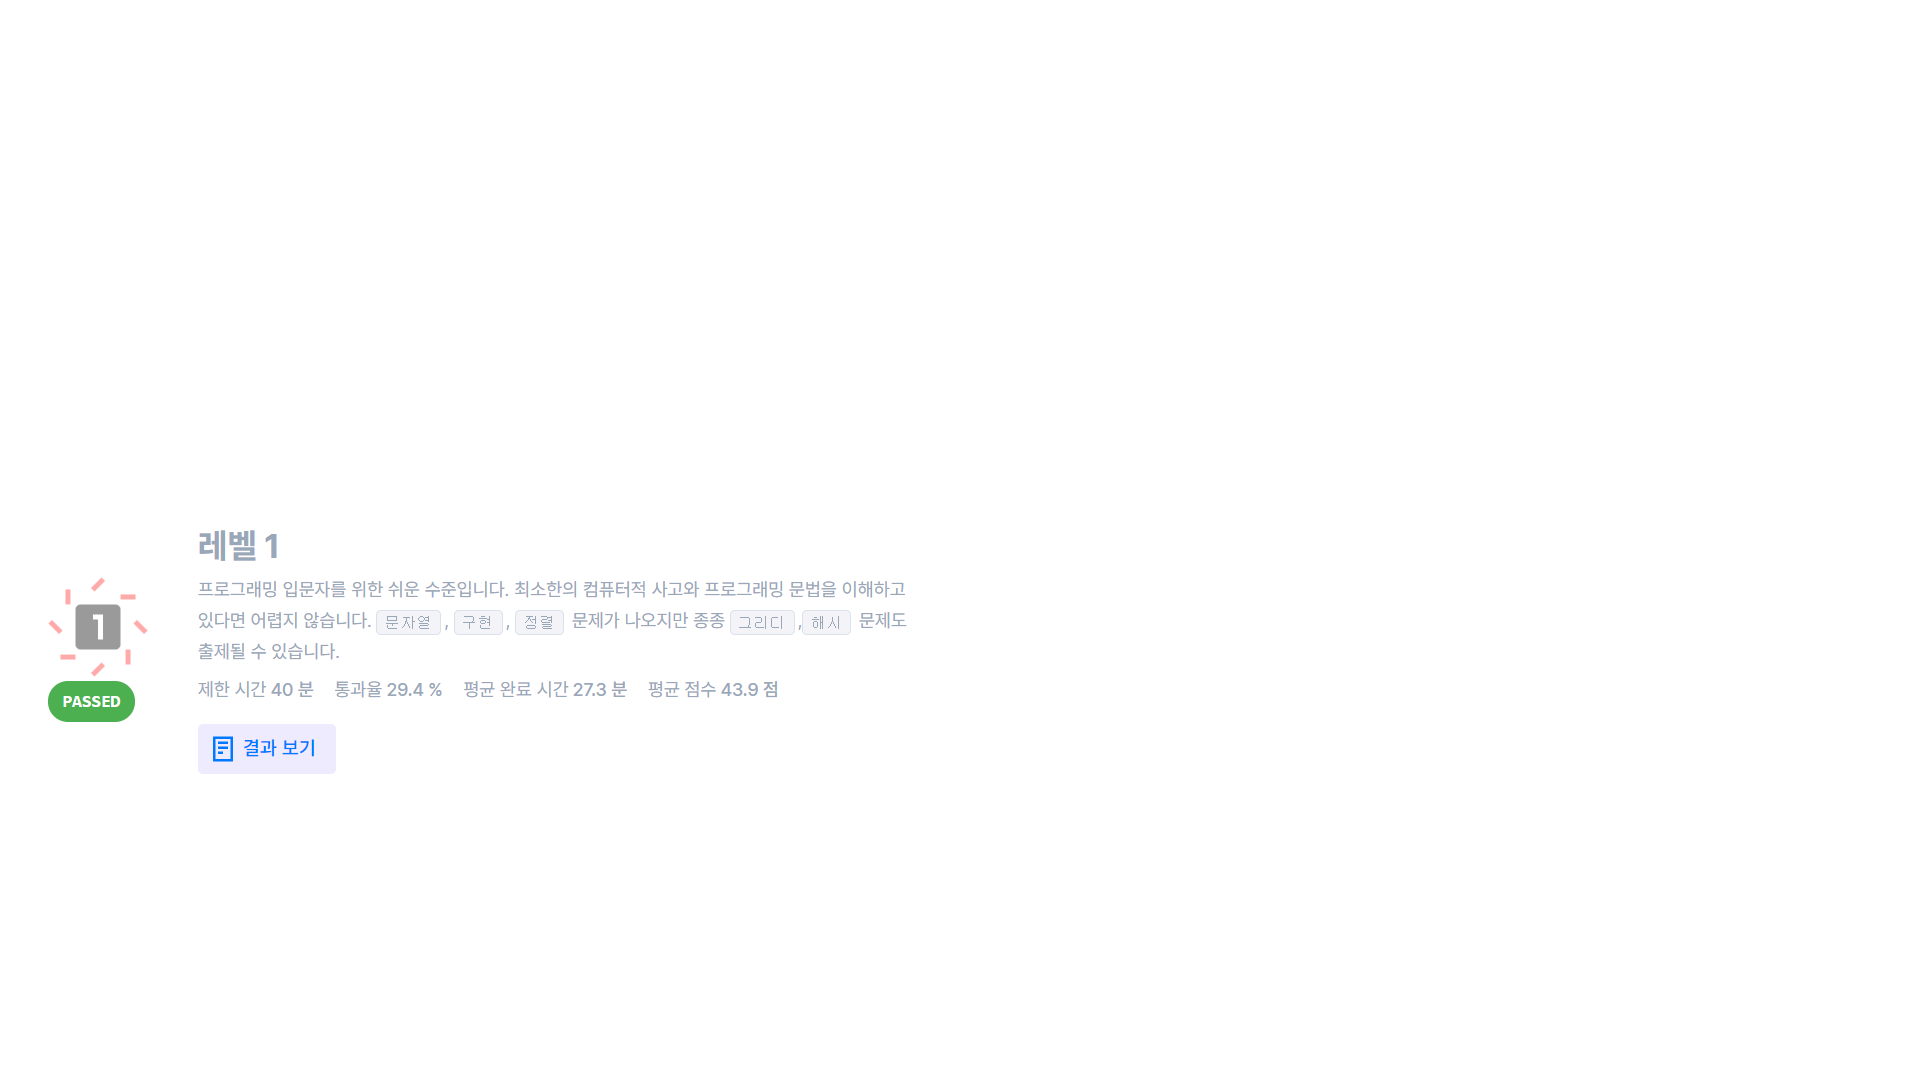 레벨 1
프로그래밍 입문자를 위한 쉬운 수준입니다. 최소한의 컴퓨터적 사고와 프로그래밍 문법을 이해하고
있다면 어렵지 않습니다. 문자열 , 구현 , 정렬 문제가 나오지만 종종 그리디 , 해시 문제도
출제될 수 있습니다.
1
PASSED
제한 시간 40 분 통과율 29.4 % 평균 완료 시간 27.3 분 평균 점수 43.9 점
결과 보기